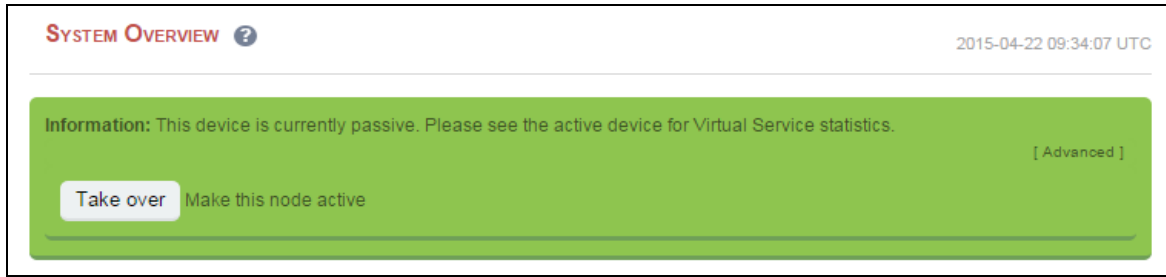 SYSTEM OVERVIEW ?
2015-04-22 09:34:07 UTC
Information: This device is currently passive. Please see the active device for Virtual Service statistics.
[ Advanced ]
Take over Make this node active